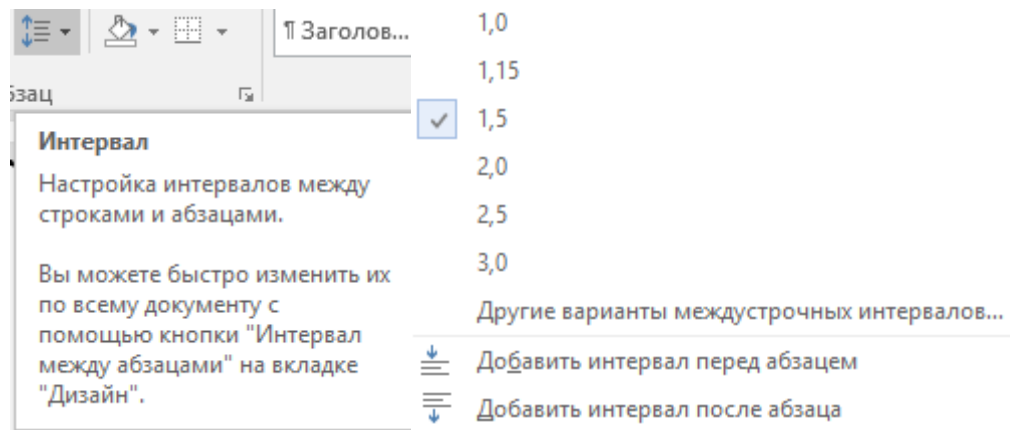 ¶ Заголов...
бзац
Интервал
Настройка интервалов между
строками и абзацами.
Вы можете быстро изменить их
по всему документу с
помощью кнопки "Интервал
между абзацами" на вкладке
"Дизайн".
1,0
1,15
1,5
2,0
2,5
3,0
Другие варианты междустрочных интервалов...
Добавить интервал перед абзацем
Добавить интервал после абзаца